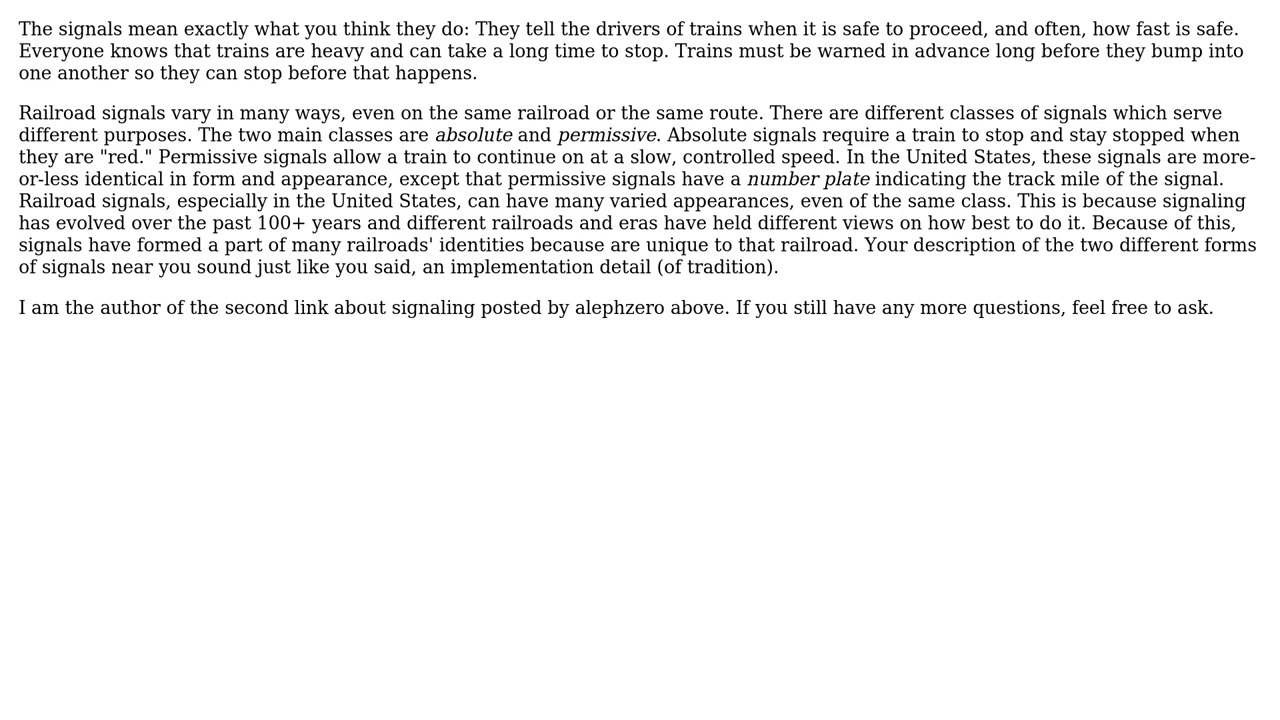 The signals mean exactly what you think they do: They tell the drivers of trains when it is safe to proceed, and often, how fast is safe.
Everyone knows that trains are heavy and can take a long time to stop. Trains must be warned in advance long before they bump into
one another so they can stop before that happens.
Railroad signals vary in many ways, even on the same railroad or the same route. There are different classes of signals which serve
different purposes. The two main classes are absolute and permissive. Absolute signals require a train to stop and stay stopped when
they are "red." Permissive signals allow a train to continue on at a slow, controlled speed. In the United States, these signals are more-
or-less identical in form and appearance, except that permissive signals have a number plate indicating the track mile of the signal.
Railroad signals, especially in the United States, can have many varied appearances, even of the same class. This is because signaling
has evolved over the past 100+ years and different railroads and eras have held different views on how best to do it. Because of this,
signals have formed a part of many railroads' identities because are unique to that railroad. Your description of the two different forms
of signals near you sound just like you said, an implementation detail (of tradition).
I am the author of the second link about signaling posted by alephzero above. If you still have any more questions, feel free to ask.